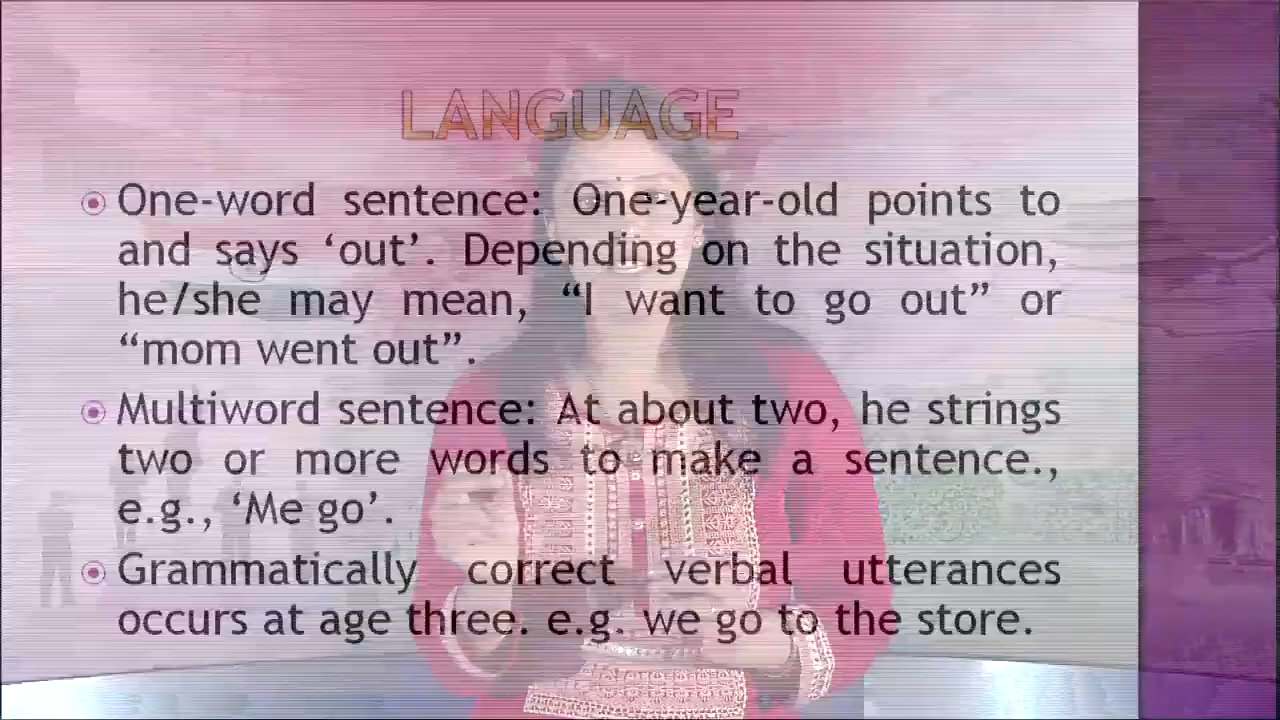 LANGUAGE
One-word sentence: One-year-old points to
and says ‘out’. Depending on the situation,
he/she may mean, “I want to go out” or
“mom went out”.
Multiword sentence: At about two, he strings
two or more words to make a sentence.,
e.g., ‘Me go’.
Grammatically correct verbal utterances
occurs at age three. e.g. we go to the store.